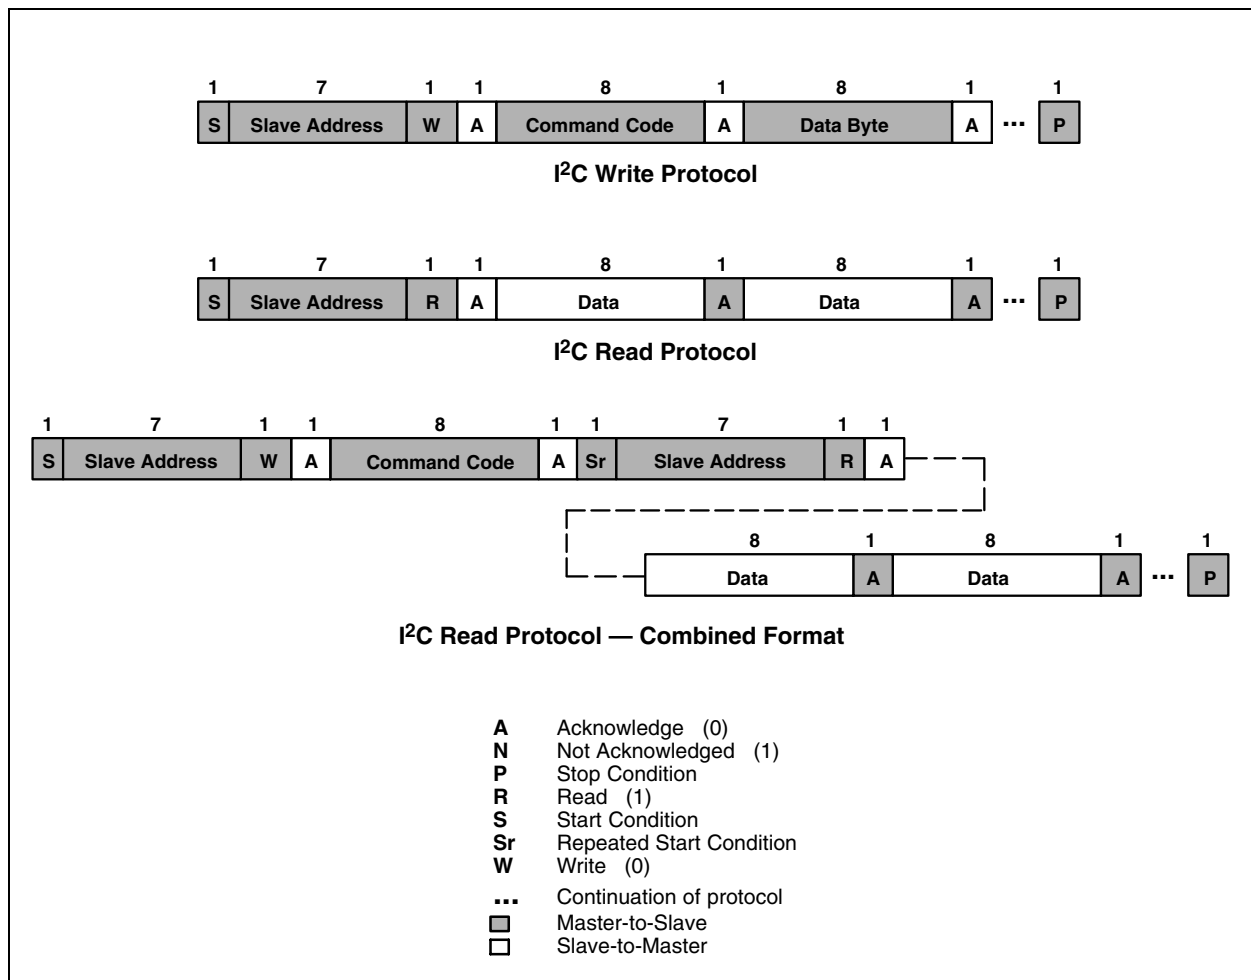 1 7 1 1 8 1 8 1 1
S Slave Address W A Command Code A Data Byte A ... P
I2C Write Protocol
1 7 1 1 8 1 8 1 1
S Slave Address R A Data A Data A ... P
I2C Read Protocol
1 7 1 1 8 1 1 7 1 1
S Slave Address W A Command Code A Sr Slave Address R A
8 1 8 1 1
Data A Data A ... P
I2C Read Protocol — Combined Format
A Acknowledge (0)
N Not Acknowledged (1)
P Stop Condition
R Read (1)
S Start Condition
Sr Repeated Start Condition
W Write (0)
... Continuation of protocol
Master-to-Slave
Slave-to-Master